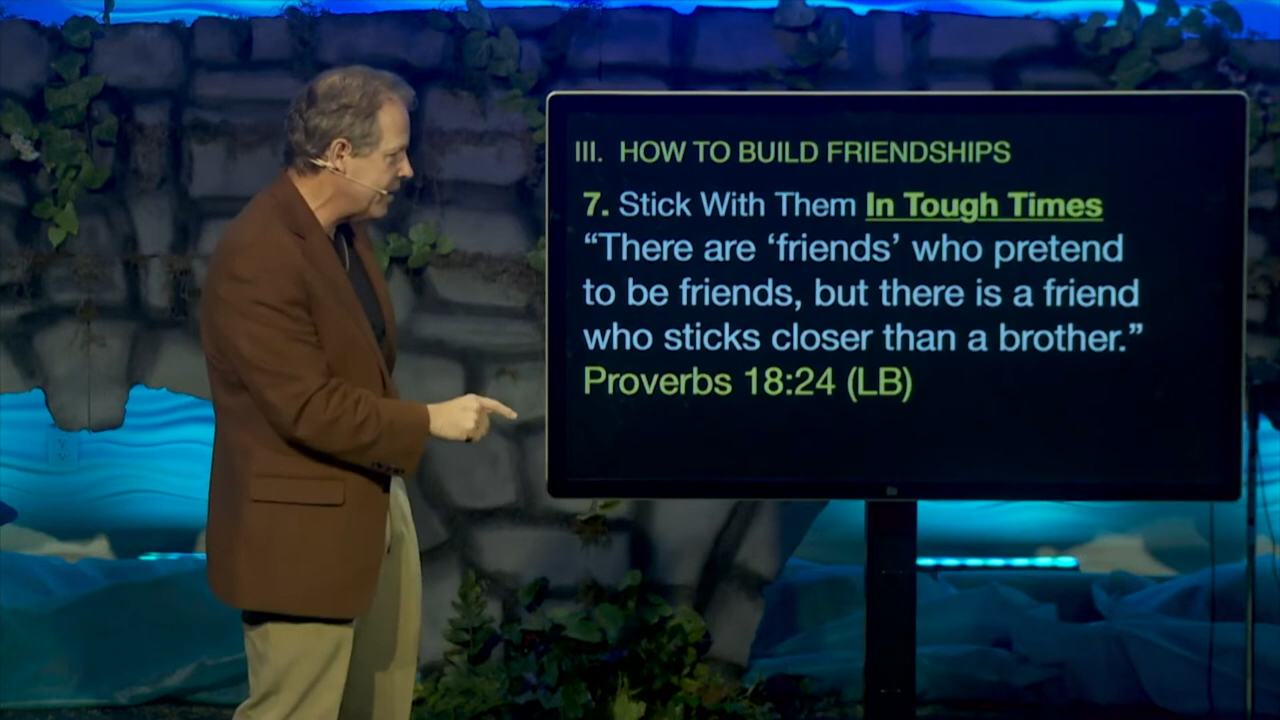 III. HOW TO BUILD FRIENDSHIPS
7. Stick With Them In Tough Times
“There are ‘friends’ who pretend
to be friends, but there is a friend
who sticks closer than a brother.”
Proverbs 18:24 (LB)